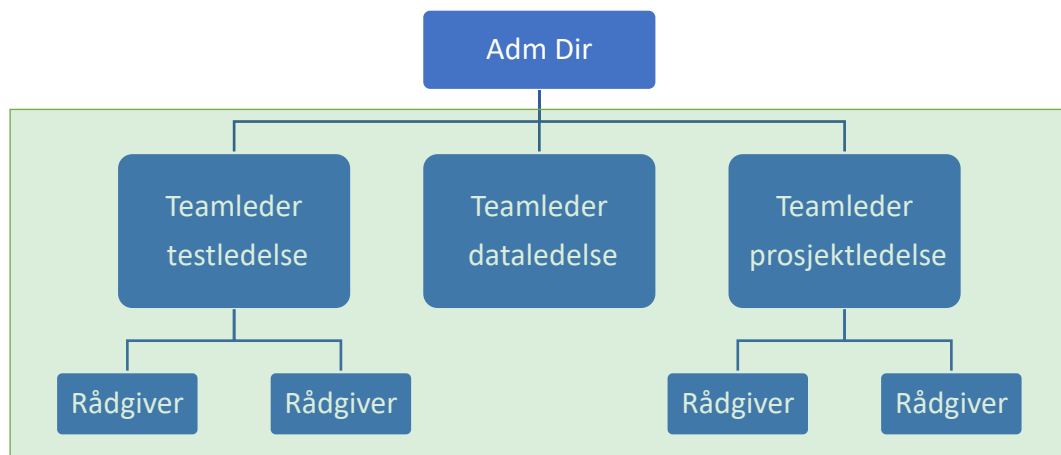 Adm Dir
Teamleder
testledelse
Teamleder
dataledelse
Teamleder
prosjektledelse
Rådgiver
Rådgiver
Rådgiver
Rådgiver